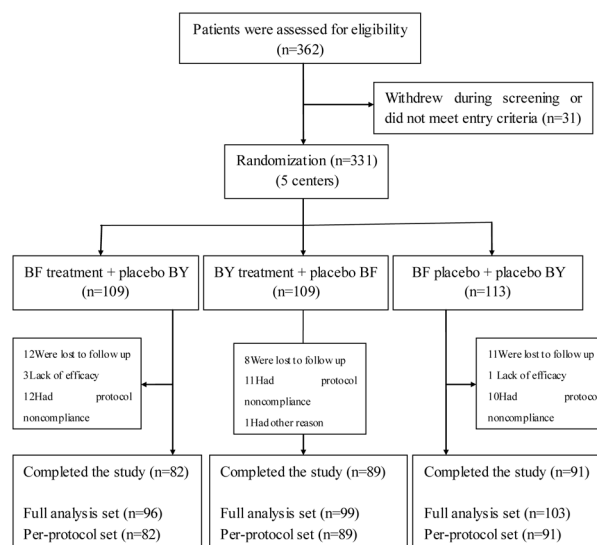 Patients were assessed for eligibility
(n=362)
Withdrew during screening or
did not meet entry criteria (n=31)
Randomization (n=331)
(5 centers)
BF treatment + placebo BY
(n=109)
BY treatment + placebo BF
(n=109)
BF placebo + placebo BY
(n=113)
12Were lost to follow up
3Lack of efficacy
12Had protocol
noncompliance
8Were lost to follow up
11Had protocol
noncompliance
1Had other reason
11Were lost to follow up
1 Lack of efficacy
10Had protocol
noncompliance
Completed the study (n=82)
Full analysis set (n=96)
Per-protocol set (n=82)
Completed the study (n=89)
Full analysis set (n=99)
Per-protocol set (n=89)
Completed the study (n=91)
Full analysis set (n=103)
Per-protocol set (n=91)